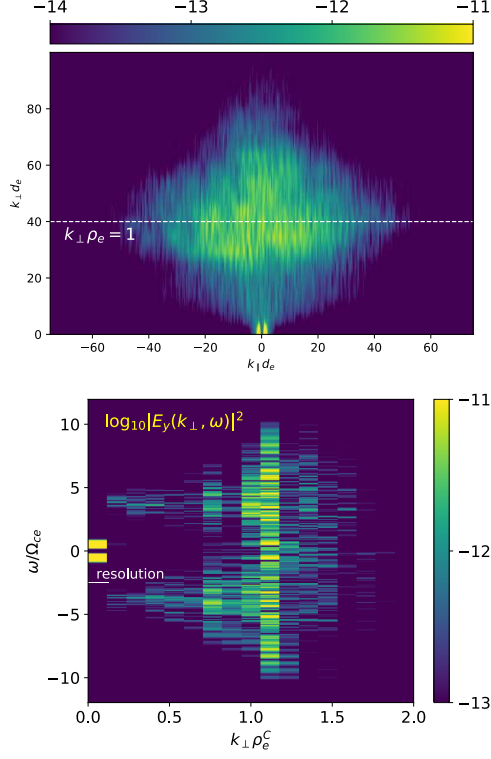 −14 −13 −12 −11
80
60
40
20
0
k⊥dₑ
k⊥ρₑ = 1
−60 −40 −20 0 20 40 60
k∥dₑ
log₁₀|E_y(k⊥, ω)|²
10
5
0
−5
−10
ω/Ω_ce
resolution
0.0 0.5 1.0 1.5 2.0
k⊥ρₑᶜ
−11
−12
−13